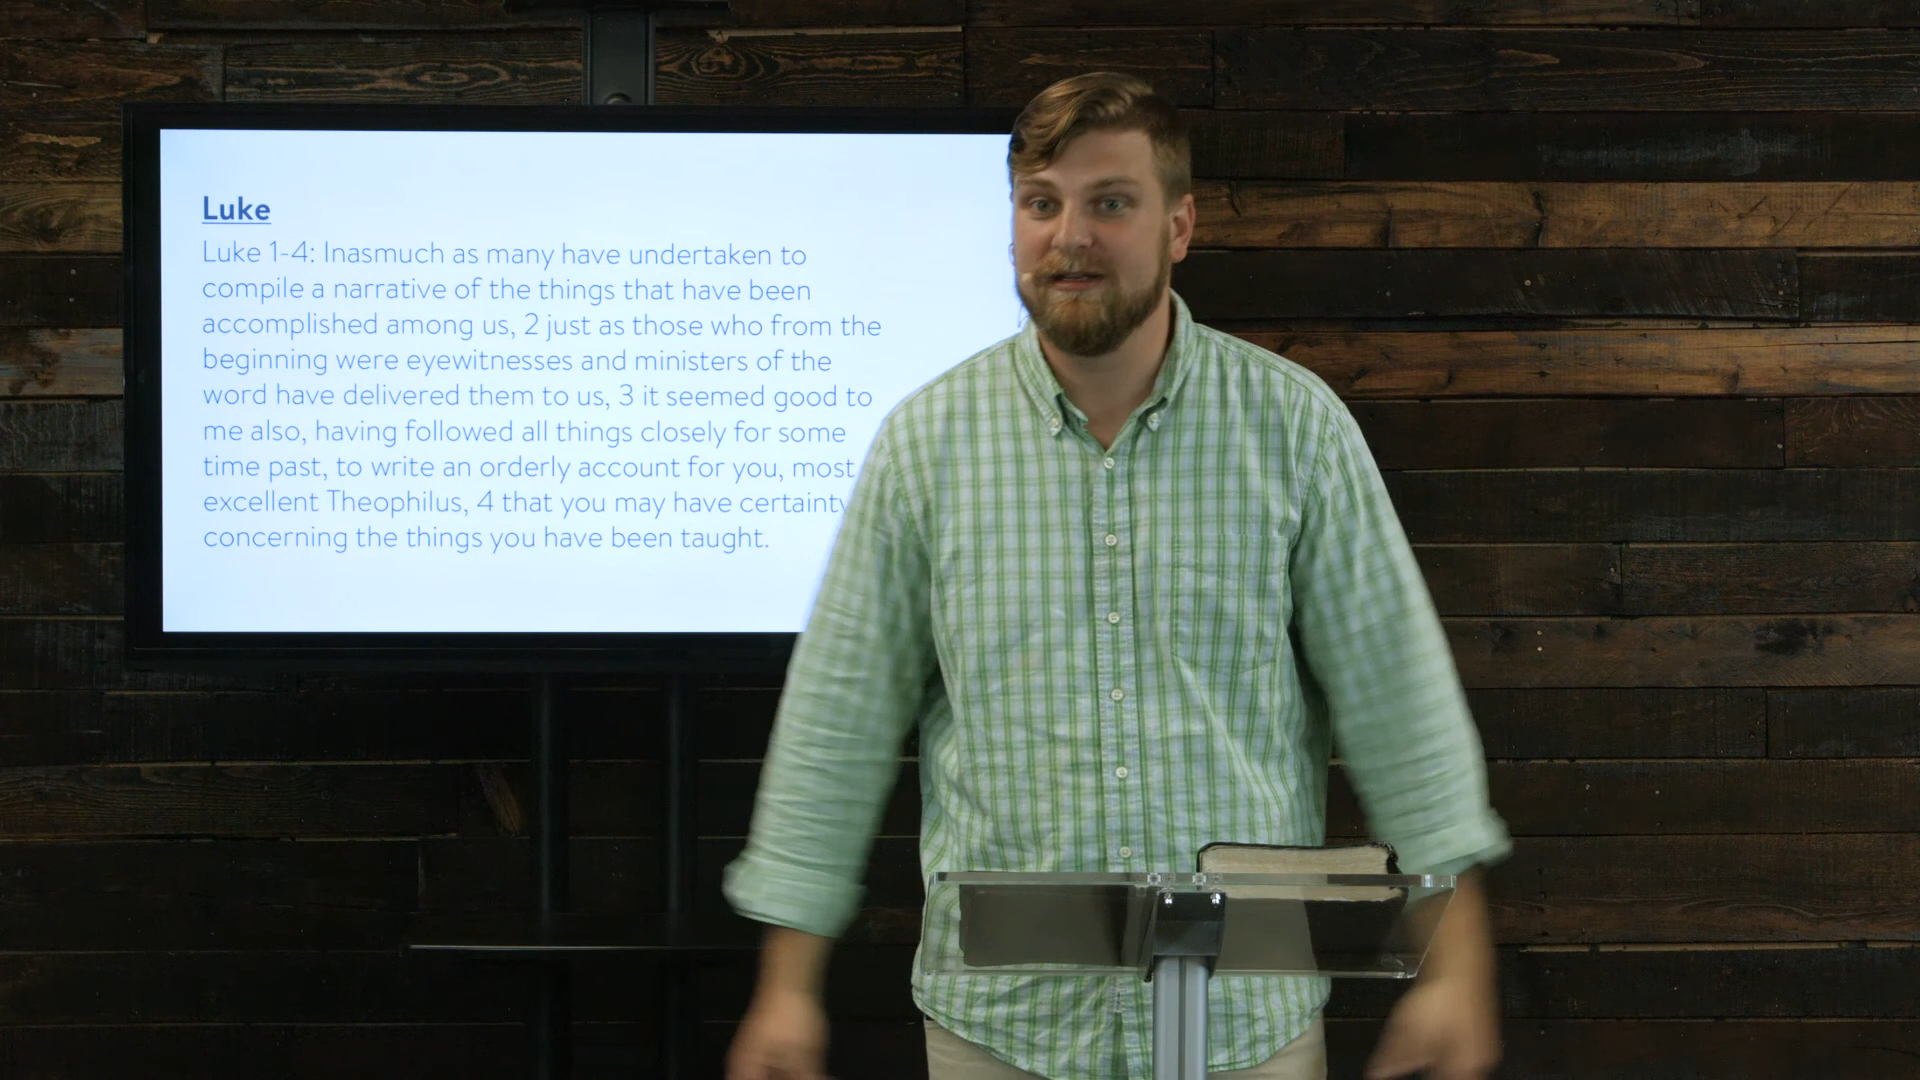 Luke
Luke 1-4: Inasmuch as many have undertaken to
compile a narrative of the things that have been
accomplished among us, 2 just as those who from the
beginning were eyewitnesses and ministers of the
word have delivered them to us, 3 it seemed good to
me also, having followed all things closely for some
time past, to write an orderly account for you, most
excellent Theophilus, 4 that you may have certainty
concerning the things you have been taught.